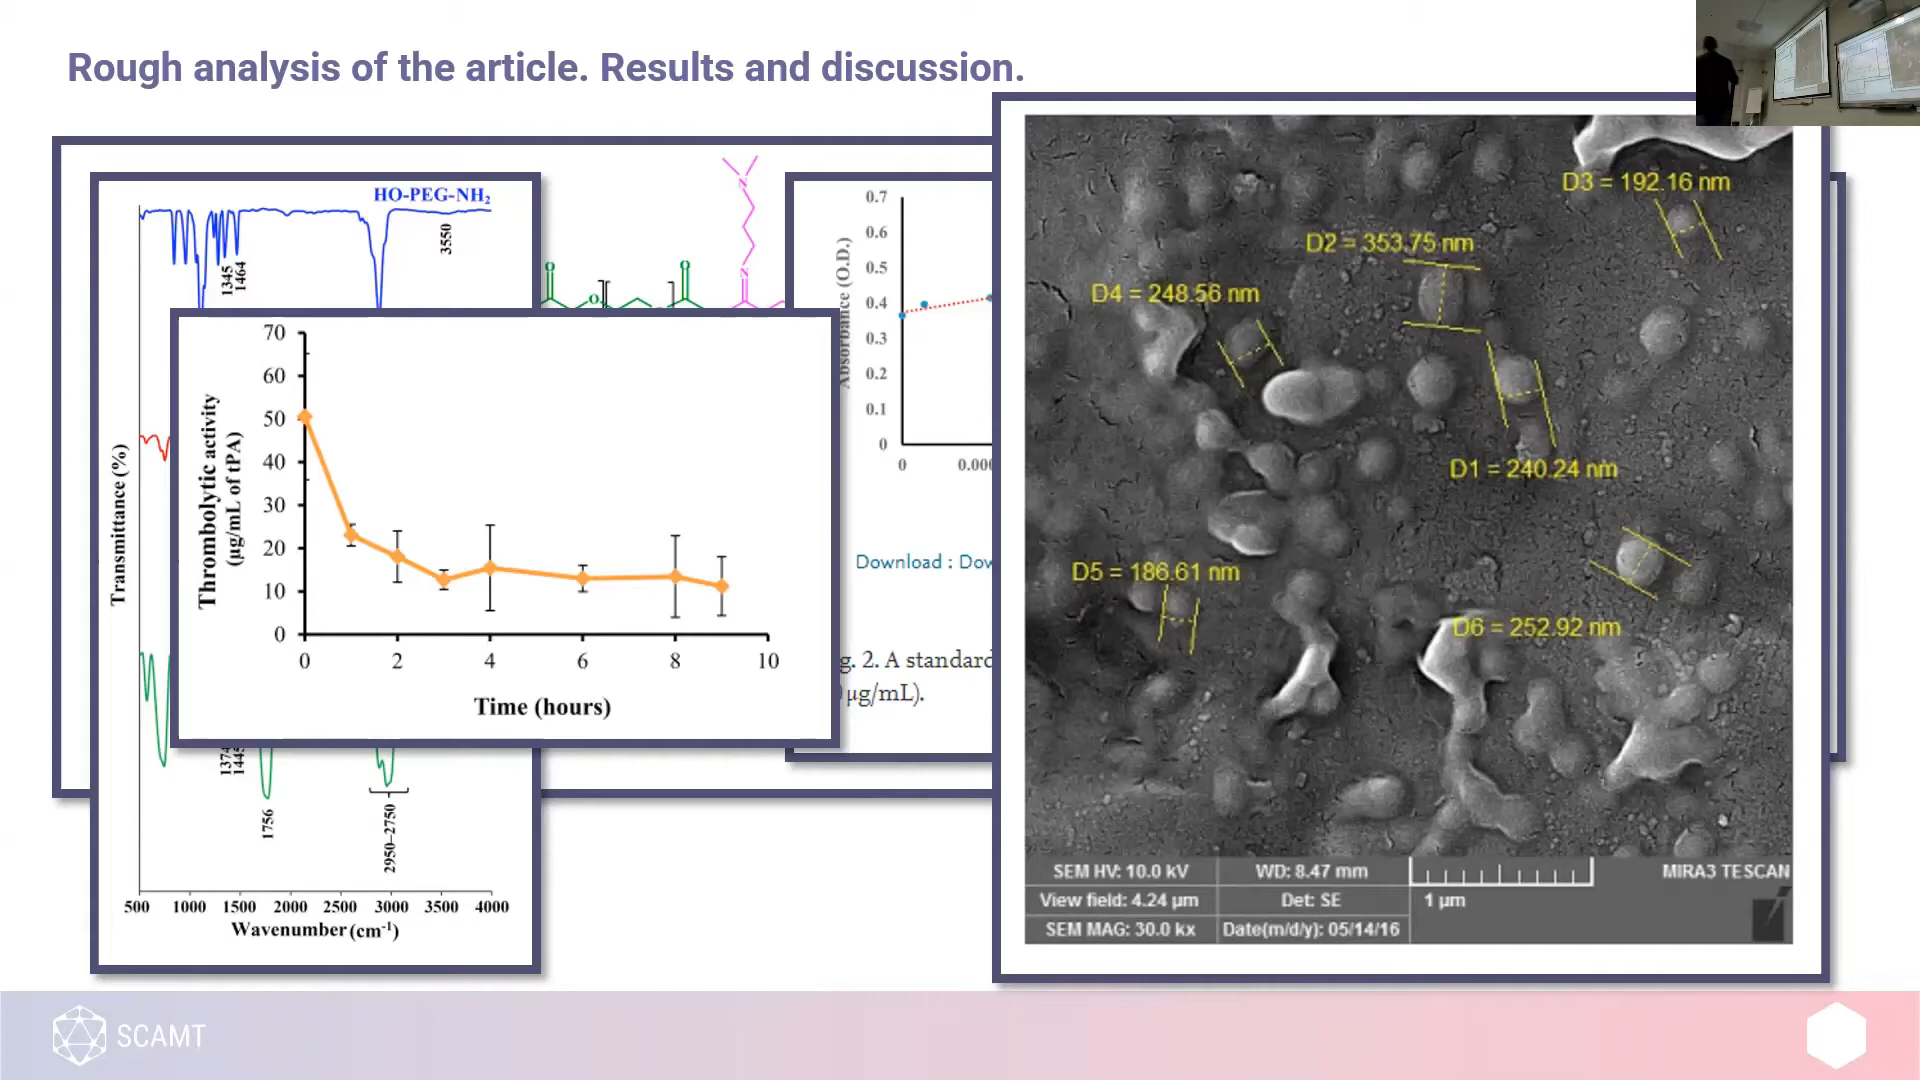 Rough analysis of the article. Results and discussion.
HO-PEG-NH₂
3550
1345
1464
Transmittance (%)
1374
1756
2950–2750
500 1000 1500 2000 2500 3000 3500 4000
Wavenumber (cm⁻¹)
70
60
50
40
30
20
10
0
Thrombolytic activity
(µg/mL of tPA)
0 2 4 6 8 10
Time (hours)
O
O
O
N
N
0.7
0.6
0.5
0.4
0.3
0.2
0.1
0
Absorbance (O.D.)
0
Download :
g. 2. A standard
µg/mL).
D3 = 192.16 nm
D2 = 353.75 nm
D4 = 248.56 nm
D1 = 240.24 nm
D5 = 186.61 nm
D6 = 252.92 nm
SEM HV: 10.0 kV WD: 8.47 mm MIRA3 TESCAN
View field: 4.24 µm Det: SE 1 µm
SEM MAG: 30.0 kx Date(m/d/y): 05/14/16
SCAMT